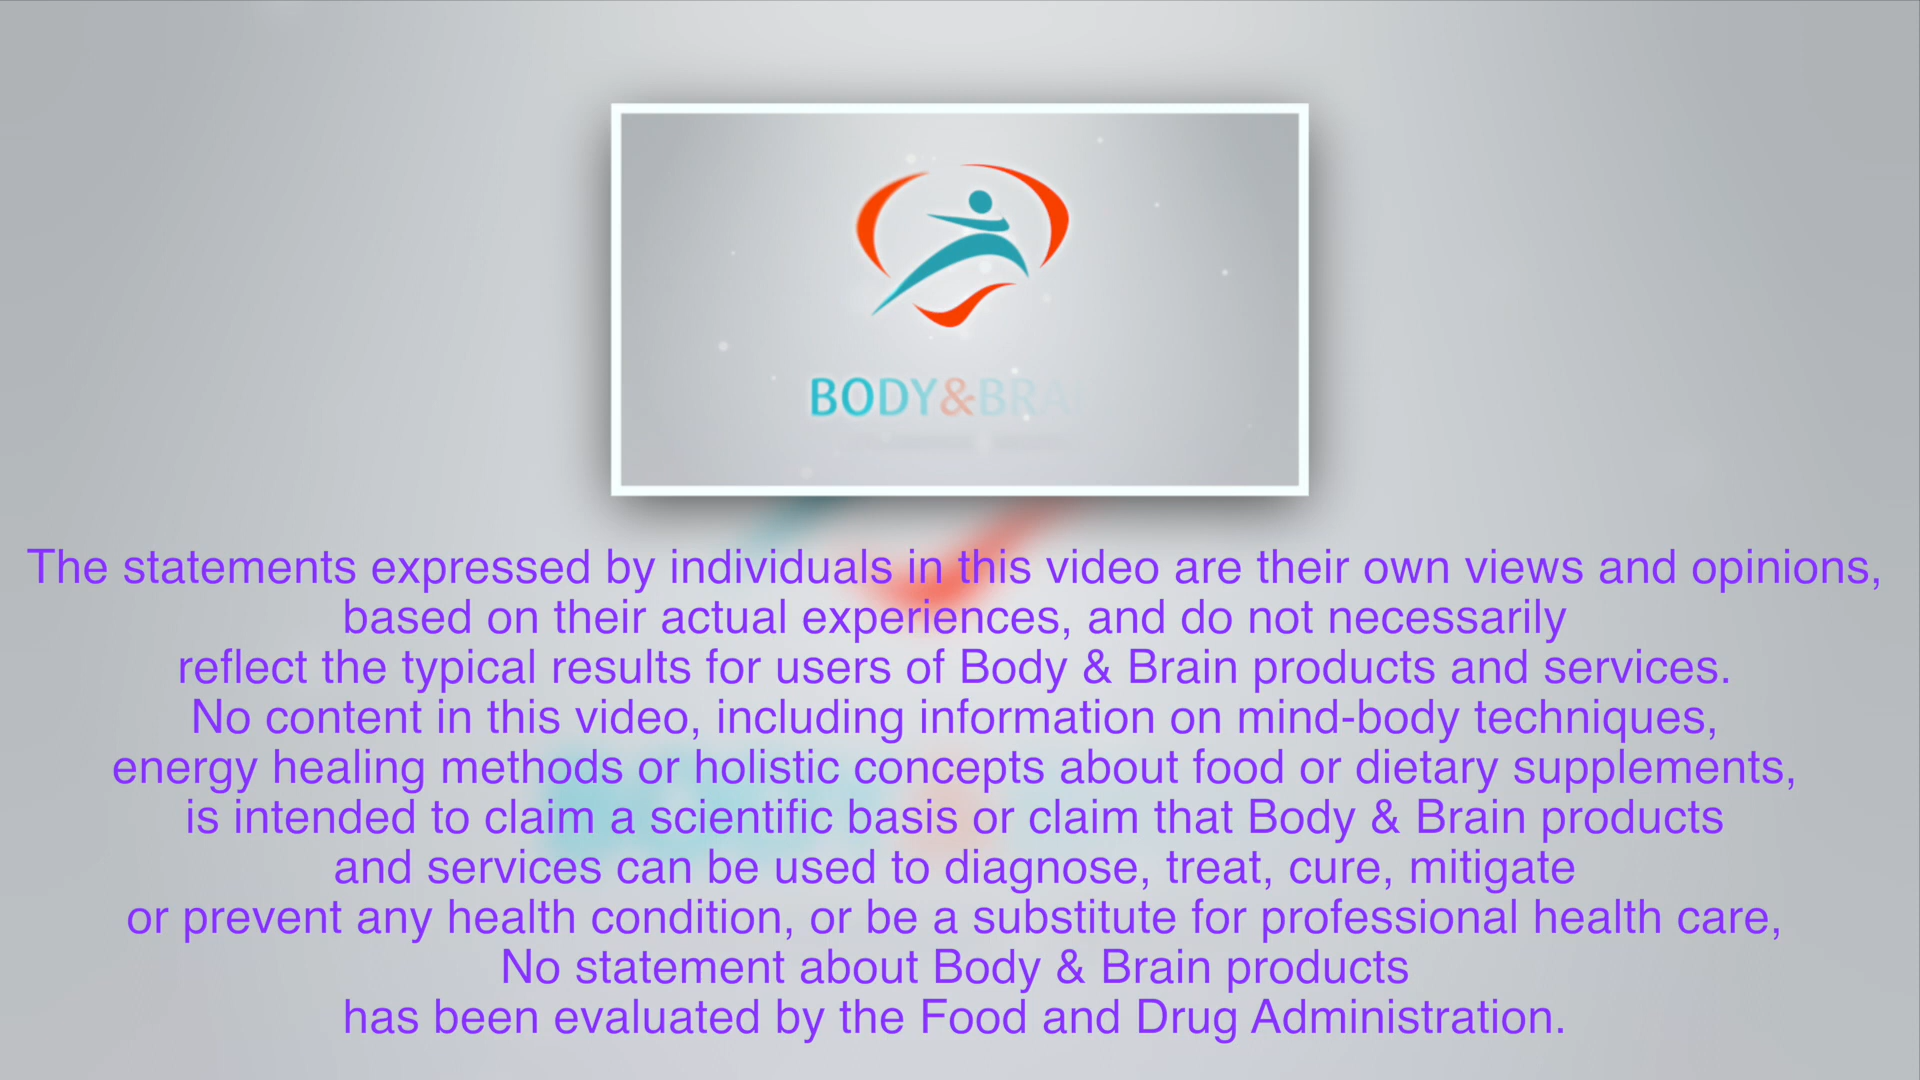 BODY&BRA
The statements expressed by individuals in this video are their own views and opinions,
based on their actual experiences, and do not necessarily
reflect the typical results for users of Body & Brain products and services.
No content in this video, including information on mind-body techniques,
energy healing methods or holistic concepts about food or dietary supplements,
is intended to claim a scientific basis or claim that Body & Brain products
and services can be used to diagnose, treat, cure, mitigate
or prevent any health condition, or be a substitute for professional health care,
No statement about Body & Brain products
has been evaluated by the Food and Drug Administration.